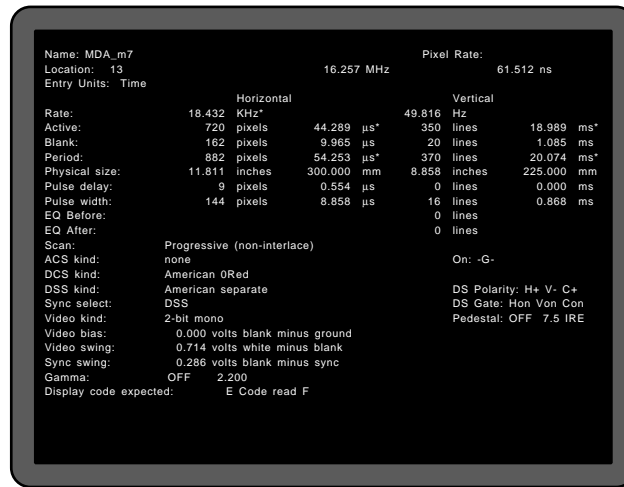 Name: MDA_m7 Pixel Rate:
Location: 13 16.257 MHz 61.512 ns
Entry Units: Time
Horizontal Vertical
Rate: 18.432 KHz* 49.816 Hz
Active: 720 pixels 44.289 µs* 350 lines 18.989 ms*
Blank: 162 pixels 9.965 µs 20 lines 1.085 ms
Period: 882 pixels 54.253 µs* 370 lines 20.074 ms*
Physical size: 11.811 inches 300.000 mm 8.858 inches 225.000 mm
Pulse delay: 9 pixels 0.554 µs 0 lines 0.000 ms
Pulse width: 144 pixels 8.858 µs 16 lines 0.868 ms
EQ Before: 0 lines
EQ After: 0 lines
Scan: Progressive (non-interlace)
ACS kind: none On: -G-
DCS kind: American 0Red
DSS kind: American separate DS Polarity: H+ V- C+
Sync select: DSS DS Gate: Hon Von Con
Video kind: 2-bit mono Pedestal: OFF 7.5 IRE
Video bias: 0.000 volts blank minus ground
Video swing: 0.714 volts white minus blank
Sync swing: 0.286 volts blank minus sync
Gamma: OFF 2.200
Display code expected: E Code read F